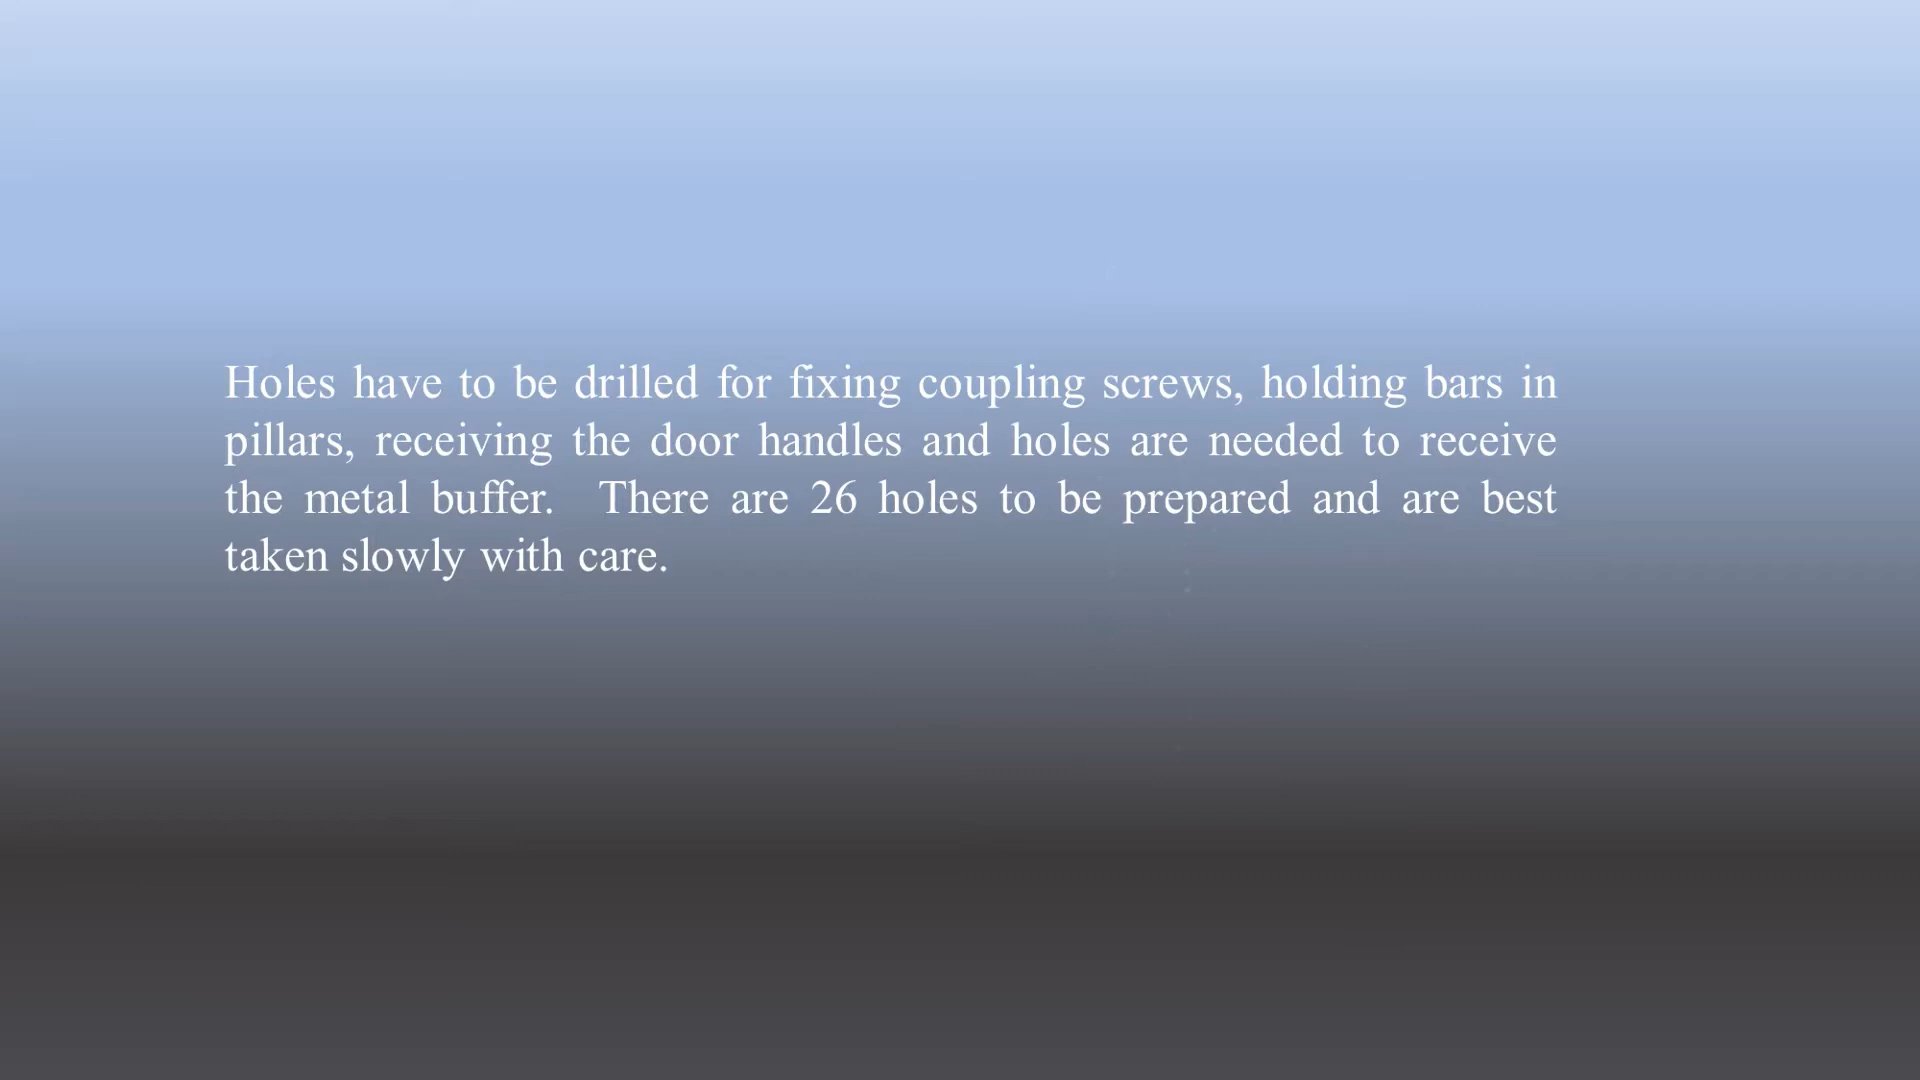 Holes have to be drilled for fixing coupling screws, holding bars in
pillars, receiving the door handles and holes are needed to receive
the metal buffer.  There are 26 holes to be prepared and are best
taken slowly with care.